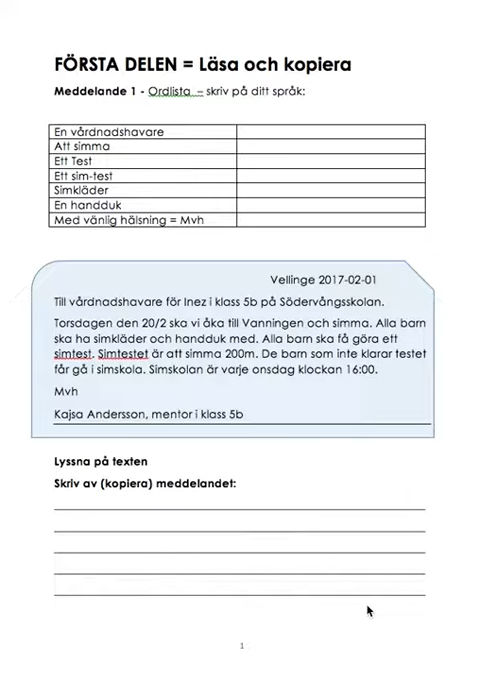 FÖRSTA DELEN = Läsa och kopiera
Meddelande 1 - Ordlista – skriv på ditt språk:
En vårdnadshavare
Att simma
Ett Test
Ett sim-test
Simkläder
En handduk
Med vänlig hälsning = Mvh
Vellinge 2017-02-01
Till vårdnadshavare för Inez i klass 5b på Södervångsskolan.
Torsdagen den 20/2 ska vi åka till Vanningen och simma. Alla barn
ska ha simkläder och handduk med. Alla barn ska få göra ett
simtest. Simtestet är att simma 200m. De barn som inte klarar testet
får gå i simskola. Simskolan är varje onsdag klockan 16:00.
Mvh
Kajsa Andersson, mentor i klass 5b
Lyssna på texten
Skriv av (kopiera) meddelandet:
1